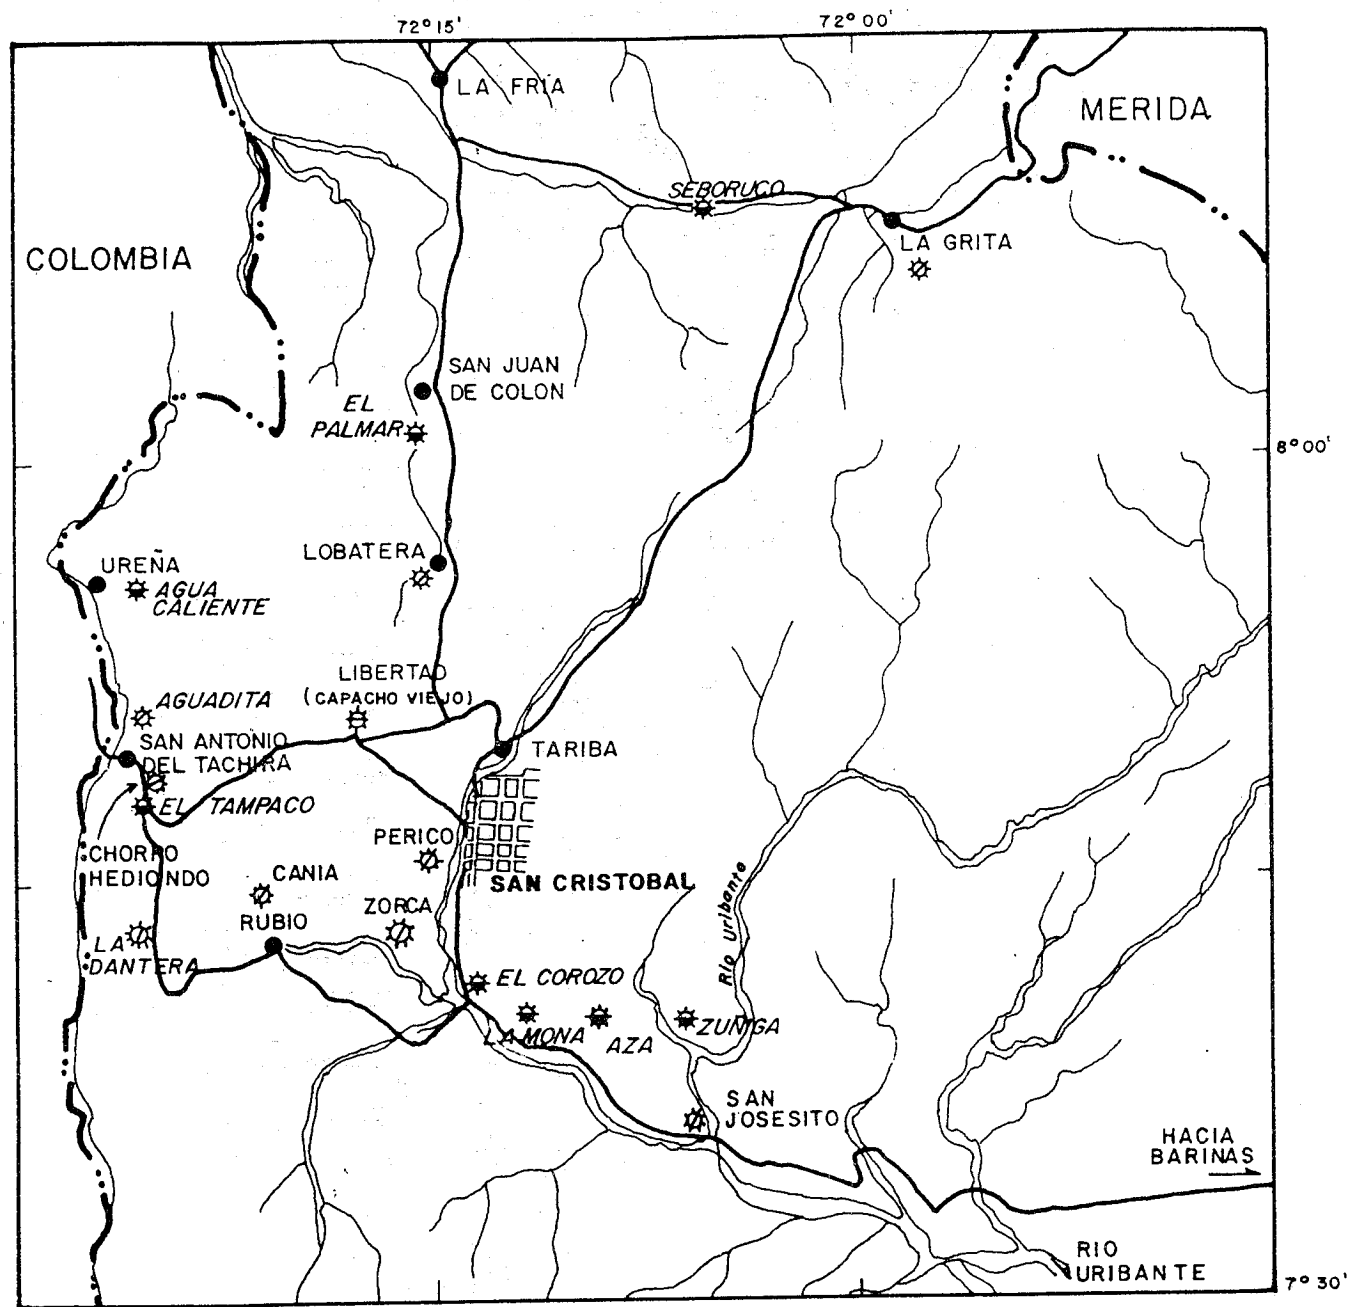 72°15'
72°00'
LA FRIA
MERIDA
SEBORUCO
LA GRITA
COLOMBIA
SAN JUAN
DE COLON
EL
PALMAR
8°00'
LOBATERA
UREÑA
AGUA
CALIENTE
LIBERTAD
(CAPACHO VIEJO)
AGUADITA
SAN ANTONIO
DEL TACHIRA
TARIBA
EL TAMPACO
PERICO
CHORRO
HEDIONDO
CANIA
SAN CRISTOBAL
Río Uribante
ZORCA
RUBIO
LA
DANTERA
EL COROZO
LA MONA
AZA
ZUÑIGA
SAN
JOSESITO
HACIA
BARINAS
RIO
URIBANTE
7°30'